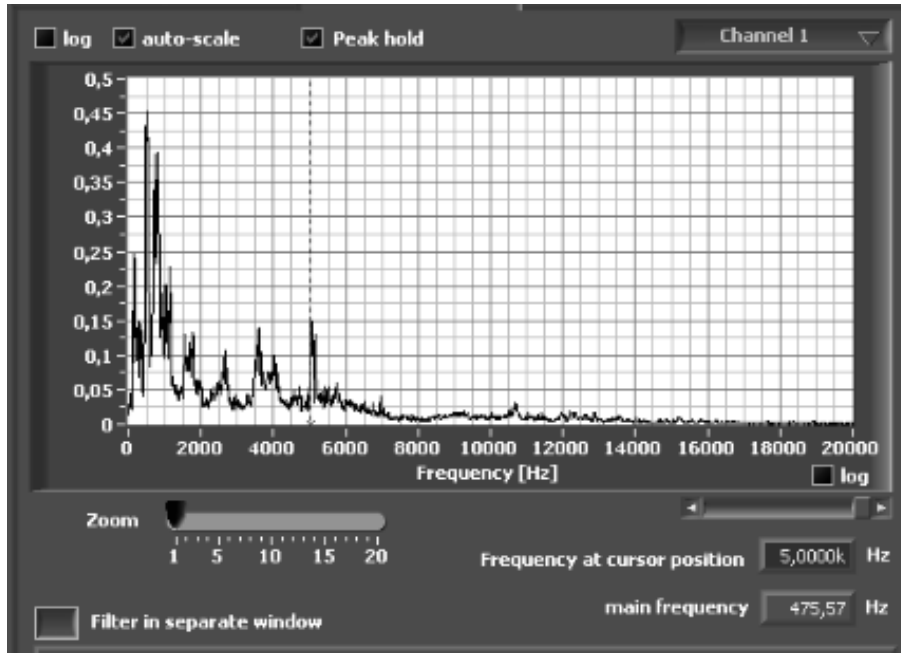 log auto-scale Peak hold Channel 1
0,5
0,45
0,4
0,35
0,3
0,25
0,2
0,15
0,1
0,05
0
0 2000 4000 6000 8000 10000 12000 14000 16000 18000 20000
Frequency [Hz]
log
Zoom
1 5 10 15 20
Frequency at cursor position 5,0000k Hz
main frequency 475,57 Hz
Filter in separate window